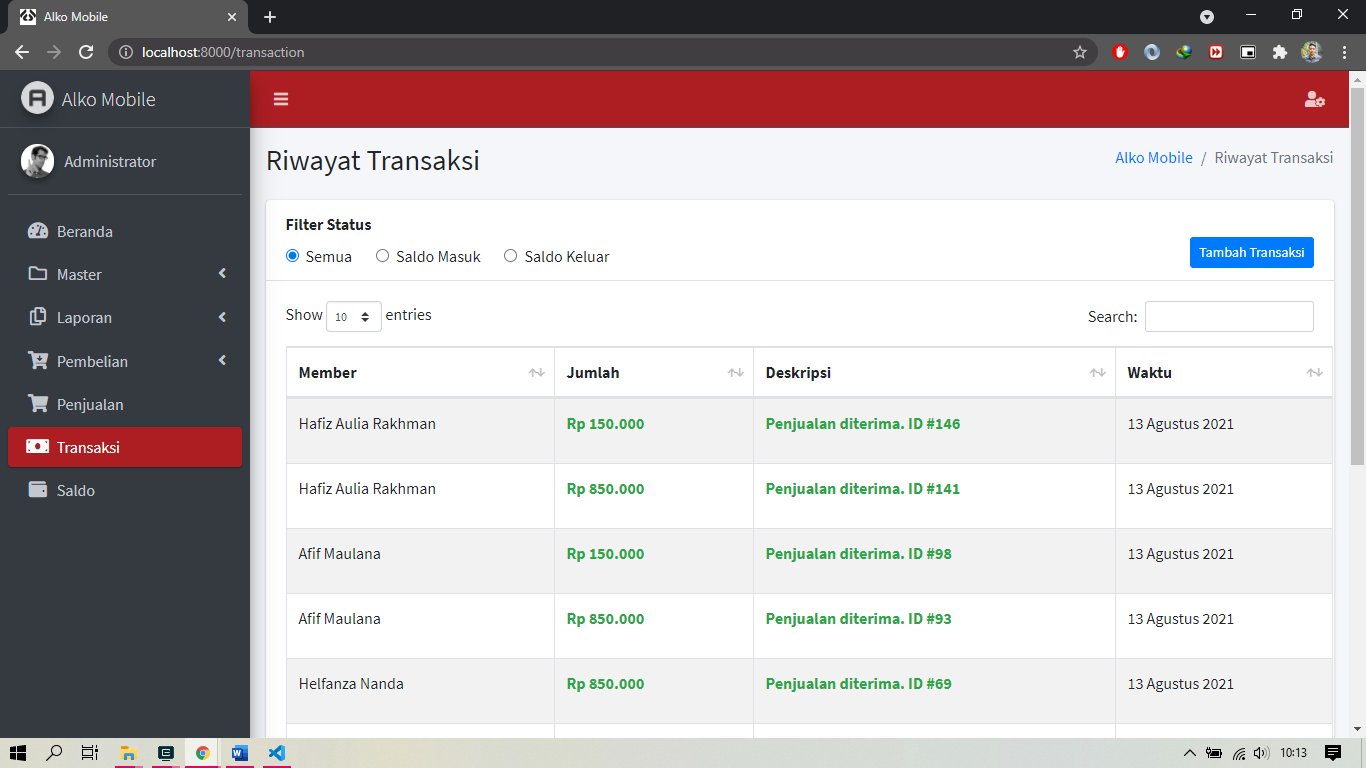 Alko Mobile
localhost:8000/transaction
Alko Mobile
Administrator
Beranda
Master
Laporan
Pembelian
Penjualan
Transaksi
Saldo
Riwayat Transaksi
Alko Mobile / Riwayat Transaksi
Filter Status
Semua Saldo Masuk Saldo Keluar
Tambah Transaksi
Show 10 entries
Search:
Member Jumlah Deskripsi Waktu
Hafiz Aulia Rakhman Rp 150.000 Penjualan diterima. ID #146 13 Agustus 2021
Hafiz Aulia Rakhman Rp 850.000 Penjualan diterima. ID #141 13 Agustus 2021
Afif Maulana Rp 150.000 Penjualan diterima. ID #98 13 Agustus 2021
Afif Maulana Rp 850.000 Penjualan diterima. ID #93 13 Agustus 2021
Helfanza Nanda Rp 850.000 Penjualan diterima. ID #69 13 Agustus 2021
10:13